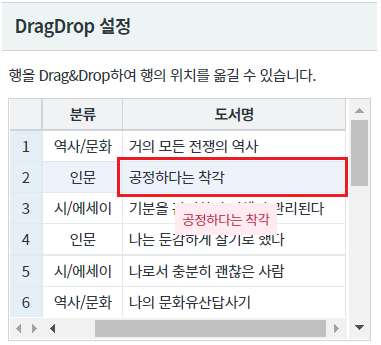 DragDrop 설정
행을 Drag&Drop하여 행의 위치를 옮길 수 있습니다.
분류 도서명
1 역사/문화 거의 모든 전쟁의 역사
2 인문 공정하다는 착각
3 시/에세이 기분을 관리된다
공정하다는 착각
4 인문 나는 둔감하게 살기로 했다
5 시/에세이 나로서 충분히 괜찮은 사람
6 역사/문화 나의 문화유산답사기